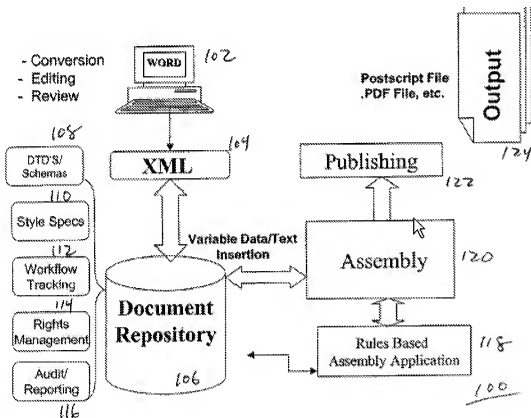 - Conversion
- Editing
- Review
WORD
102
Postscript File
.PDF File, etc.
Output
124
108
DTD'S/
Schemas
110
Style Specs
112
Workflow
Tracking
114
Rights
Management
Audit/
Reporting
116
XML
104
Variable Data/Text
Insertion
Document
Repository
106
Publishing
122
Assembly
120
Rules Based
Assembly Application
118
100